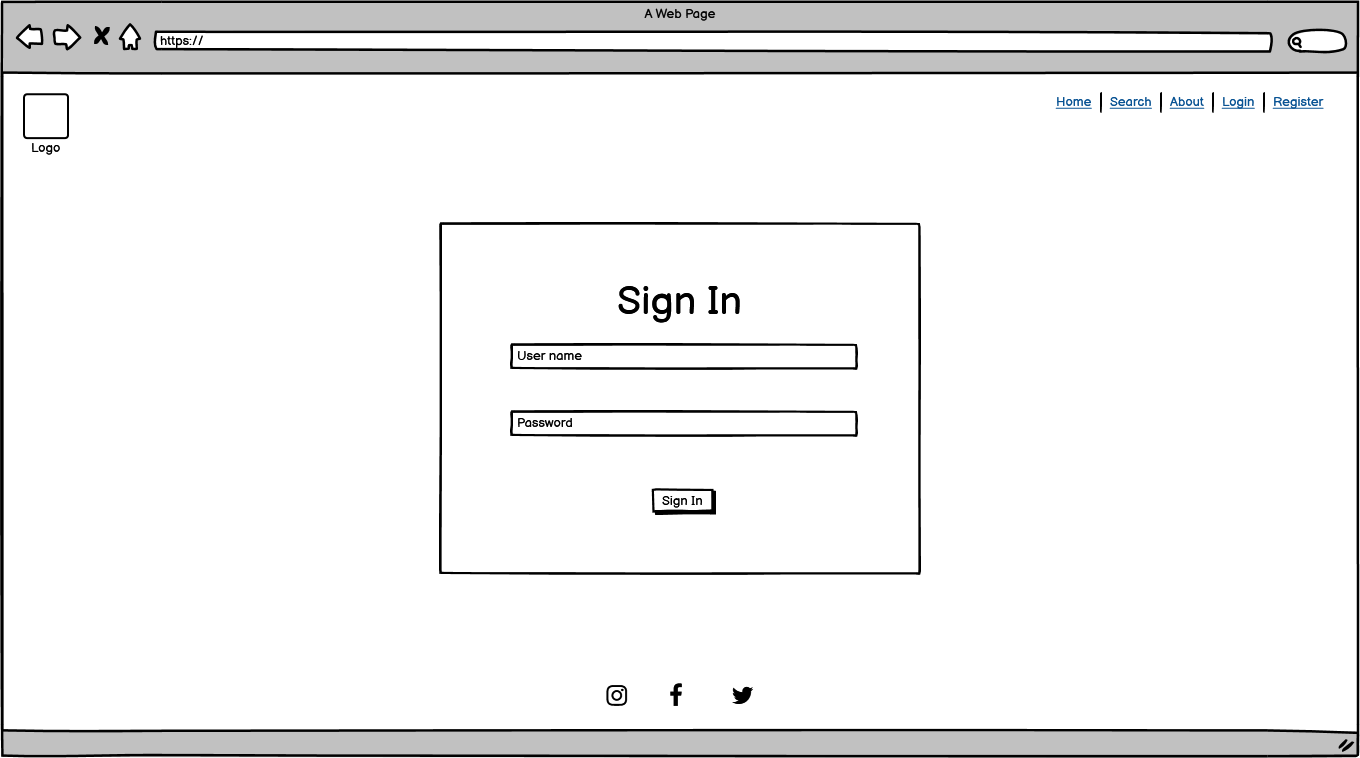 A Web Page
https://
Home Search About Login Register
Logo
Sign In
User name
Password
Sign In